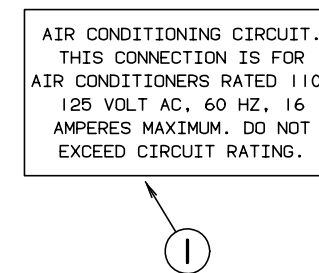 AIR CONDITIONING CIRCUIT.
THIS CONNECTION IS FOR
AIR CONDITIONERS RATED 110
125 VOLT AC, 60 HZ, 16
AMPERES MAXIMUM. DO NOT
EXCEED CIRCUIT RATING.
1